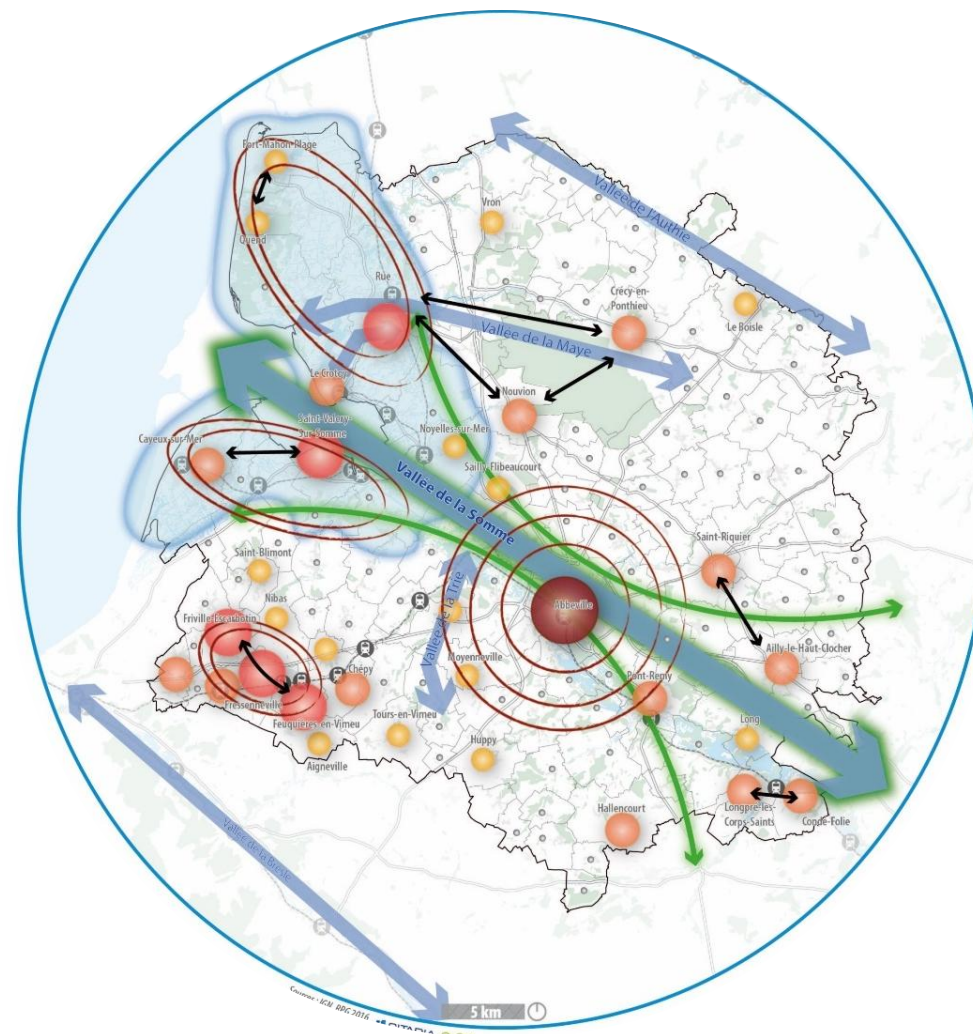 Fort-Mahon-Plage
Quend
Vron
Vallée de l'Authie
Rue
Crécy-en-
Ponthieu
Le Boisle
Vallée de la Maye
Le Crotoy
Nouvion
Saint-Valery
Sur-Somme
Noyelles-sur-Mer
Cayeux-sur-Mer
Sailly-Flibeaucourt
Vallée de la Somme
Saint-Riquier
Saint-Blimont
Nibas
Abbeville
Vallée de la Trie
Friville-Escarbotin
Ailly-le-Haut-Clocher
Chépy
Moyenneville
Fressenneville
Pont-Remy
Feuquières-en-Vimeu
Tours-en-Vimeu
Long
Aigneville
Huppy
Hallencourt
Longpré-les-
Corps-Saints
Condé-Folie
Vallée de la Bresle
Sources : IGN, RPG 2016
5 km